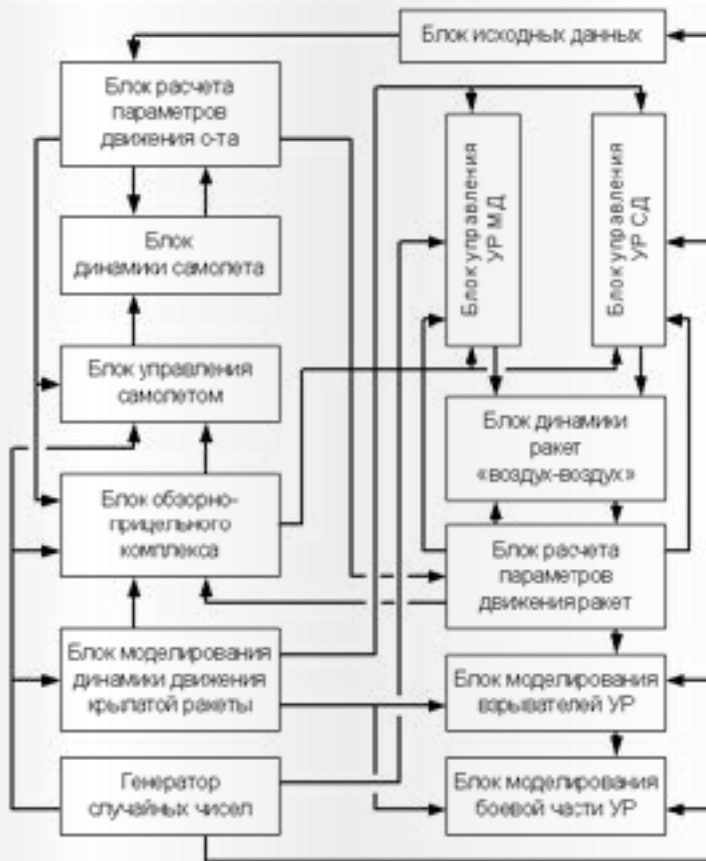 Блок исходных данных
Блок расчета
параметров
движения с-та
Блок
динамики самолета
Блок управления
самолетом
Блок обзорно-
прицельного
комплекса
Блок моделирования
динамики движения
крылатой ракеты
Генератор
случайных чисел
Блок управления
УР МД
Блок управления
УР СД
Блок динамики
ракет
«воздух-воздух»
Блок расчета
параметров
движения ракет
Блок моделирования
взрывателей УР
Блок моделирования
боевой части УР